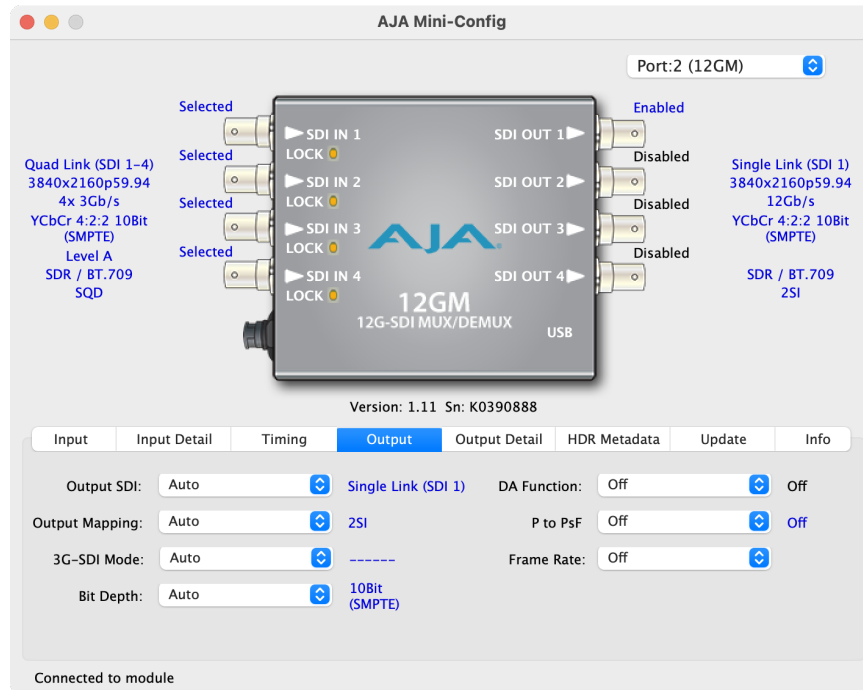 AJA Mini-Config
Port:2 (12GM)
Selected
Selected
Selected
Selected
Quad Link (SDI 1-4)
3840x2160p59.94
4x 3Gb/s
YCbCr 4:2:2 10Bit
(SMPTE)
Level A
SDR / BT.709
SQD
SDI IN 1
LOCK
SDI IN 2
LOCK
SDI IN 3
LOCK
SDI IN 4
LOCK
AJA
12GM
12G-SDI MUX/DEMUX
USB
SDI OUT 1
SDI OUT 2
SDI OUT 3
SDI OUT 4
Enabled
Disabled
Disabled
Disabled
Single Link (SDI 1)
3840x2160p59.94
12Gb/s
YCbCr 4:2:2 10Bit
(SMPTE)
SDR / BT.709
2SI
Version: 1.11 Sn: K0390888
Input Input Detail Timing Output Output Detail HDR Metadata Update Info
Output SDI: Auto Single Link (SDI 1) DA Function: Off Off
Output Mapping: Auto 2SI P to PsF Off Off
3G-SDI Mode: Auto ------ Frame Rate: Off
Bit Depth: Auto 10Bit
(SMPTE)
Connected to module